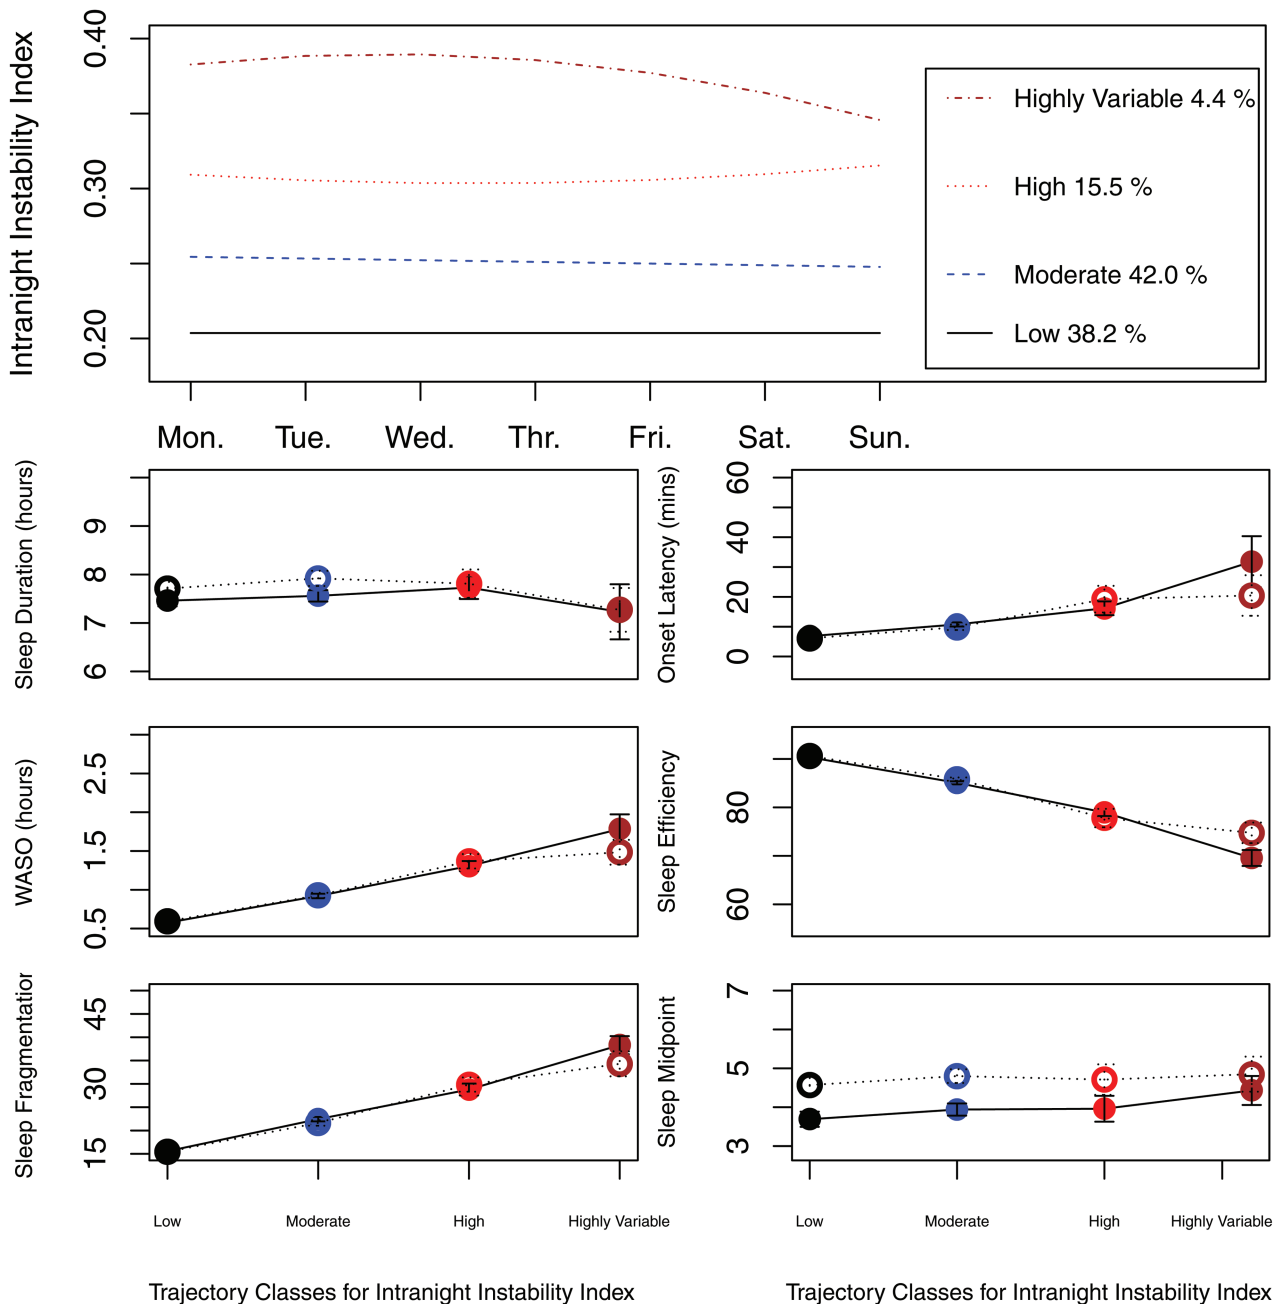 Intranight Instability Index
0.40
0.30
0.20
Highly Variable 4.4 %
High 15.5 %
Moderate 42.0 %
Low 38.2 %
Mon. Tue. Wed. Thr. Fri. Sat. Sun.
Sleep Duration (hours)
9
8
7
6
Onset Latency (mins)
60
40
20
0
WASO (hours)
2.5
1.5
0.5
Sleep Efficiency
80
60
Sleep Fragmentation
45
30
15
Sleep Midpoint
7
5
3
Low Moderate High Highly Variable
Low Moderate High Highly Variable
Trajectory Classes for Intranight Instability Index
Trajectory Classes for Intranight Instability Index